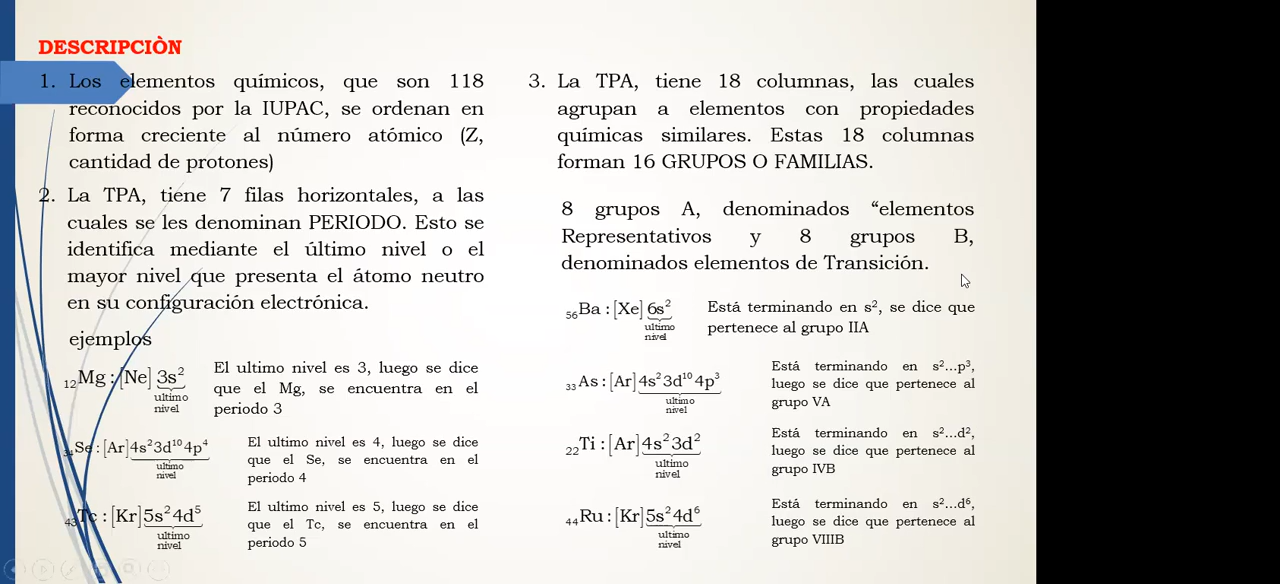 DESCRIPCIÒN
1. Los elementos químicos, que son 118
reconocidos por la IUPAC, se ordenan en
forma creciente al número atómico (Z,
cantidad de protones)
2. La TPA, tiene 7 filas horizontales, a las
cuales se les denominan PERIODO. Esto se
identifica mediante el último nivel o el
mayor nivel que presenta el átomo neutro
en su configuración electrónica.
ejemplos
₁₂Mg : [Ne] 3s²
ultimo
nivel
El ultimo nivel es 3, luego se dice
que el Mg, se encuentra en el
periodo 3
₃₄Se : [Ar] 4s² 3d¹⁰ 4p⁴
ultimo
nivel
El ultimo nivel es 4, luego se dice
que el Se, se encuentra en el
periodo 4
₄₃Tc : [Kr] 5s² 4d⁵
ultimo
nivel
El ultimo nivel es 5, luego se dice
que el Tc, se encuentra en el
periodo 5
3. La TPA, tiene 18 columnas, las cuales
agrupan a elementos con propiedades
químicas similares. Estas 18 columnas
forman 16 GRUPOS O FAMILIAS.
8 grupos A, denominados “elementos
Representativos y 8 grupos B,
denominados elementos de Transición.
₅₆Ba : [Xe] 6s²
ultimo
nivel
Está terminando en s², se dice que
pertenece al grupo IIA
₃₃As : [Ar] 4s² 3d¹⁰ 4p³
ultimo
nivel
Está terminando en s²...p³,
luego se dice que pertenece al
grupo VA
₂₂Ti : [Ar] 4s² 3d²
ultimo
nivel
Está terminando en s²...d²,
luego se dice que pertenece al
grupo IVB
₄₄Ru : [Kr] 5s² 4d⁶
ultimo
nivel
Está terminando en s²...d⁶,
luego se dice que pertenece al
grupo VIIIB